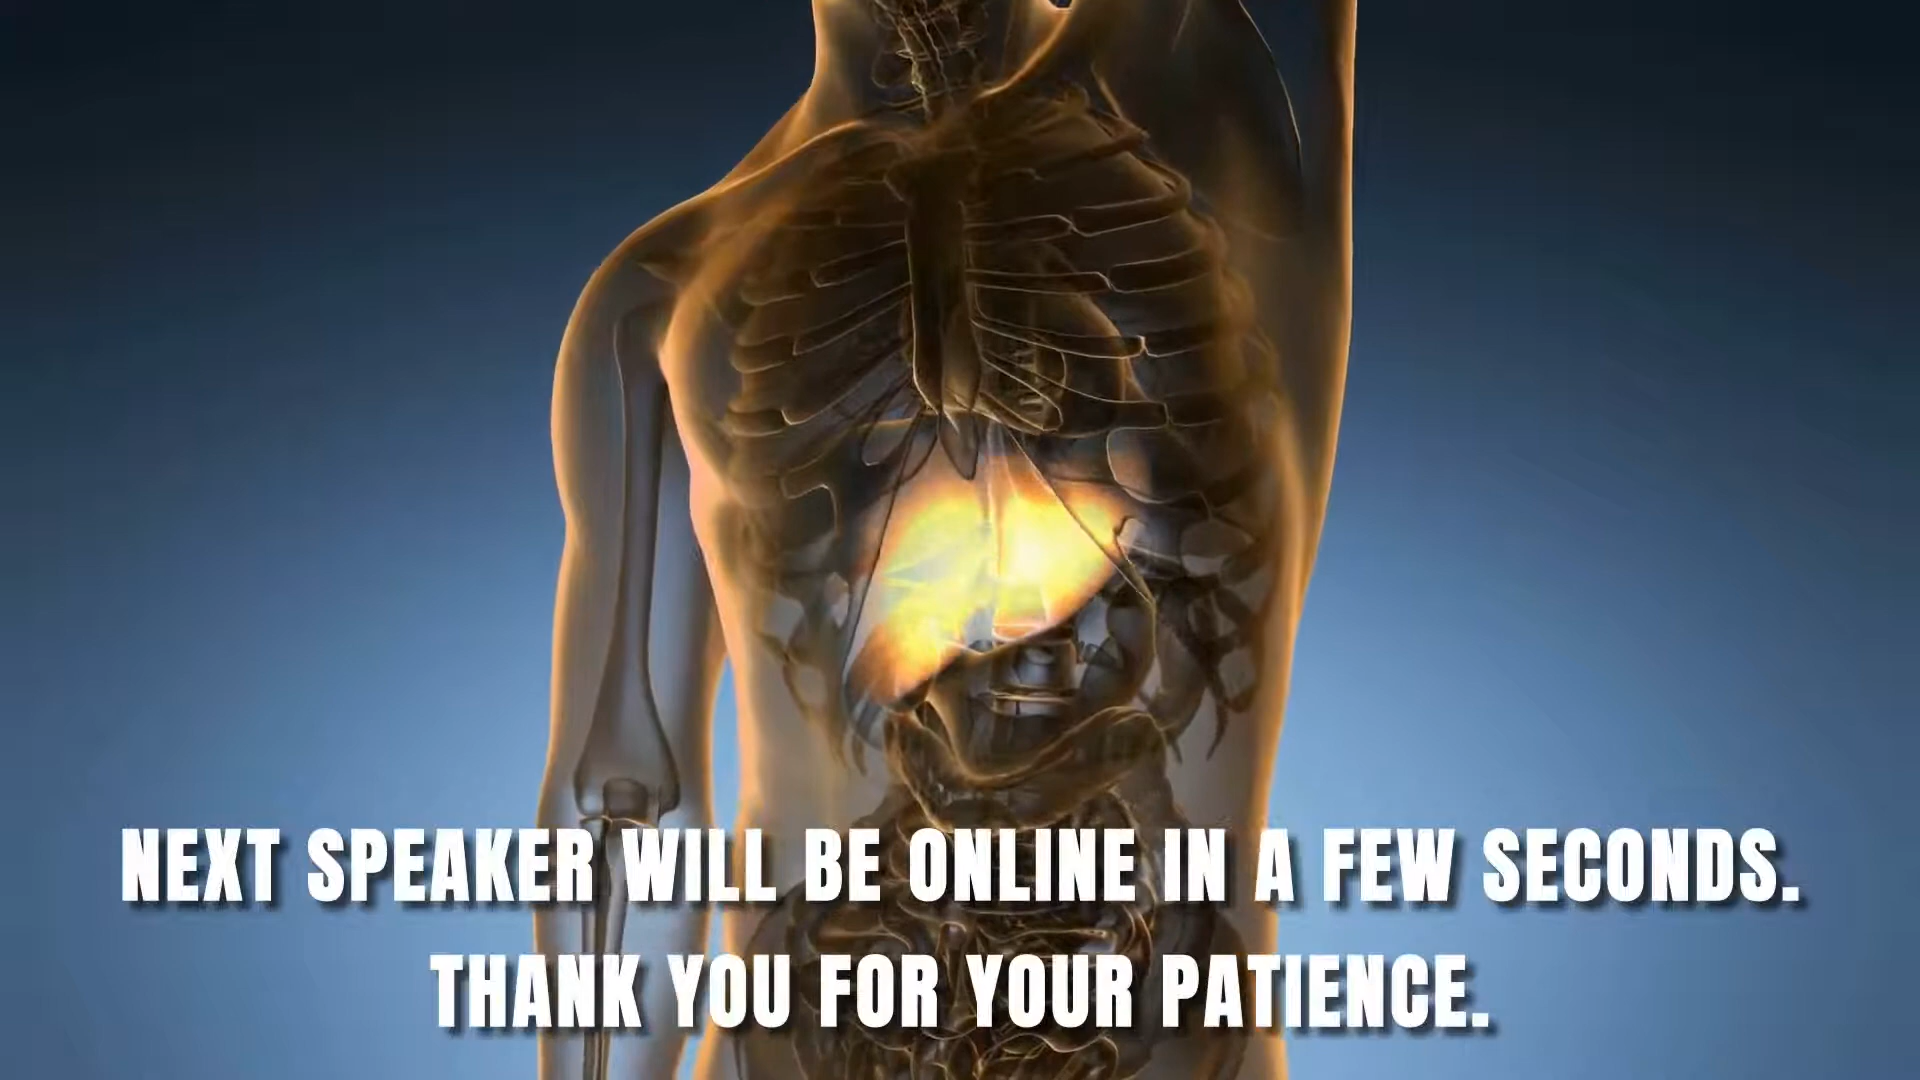 NEXT SPEAKER WILL BE ONLINE IN A FEW SECONDS.
THANK YOU FOR YOUR PATIENCE.